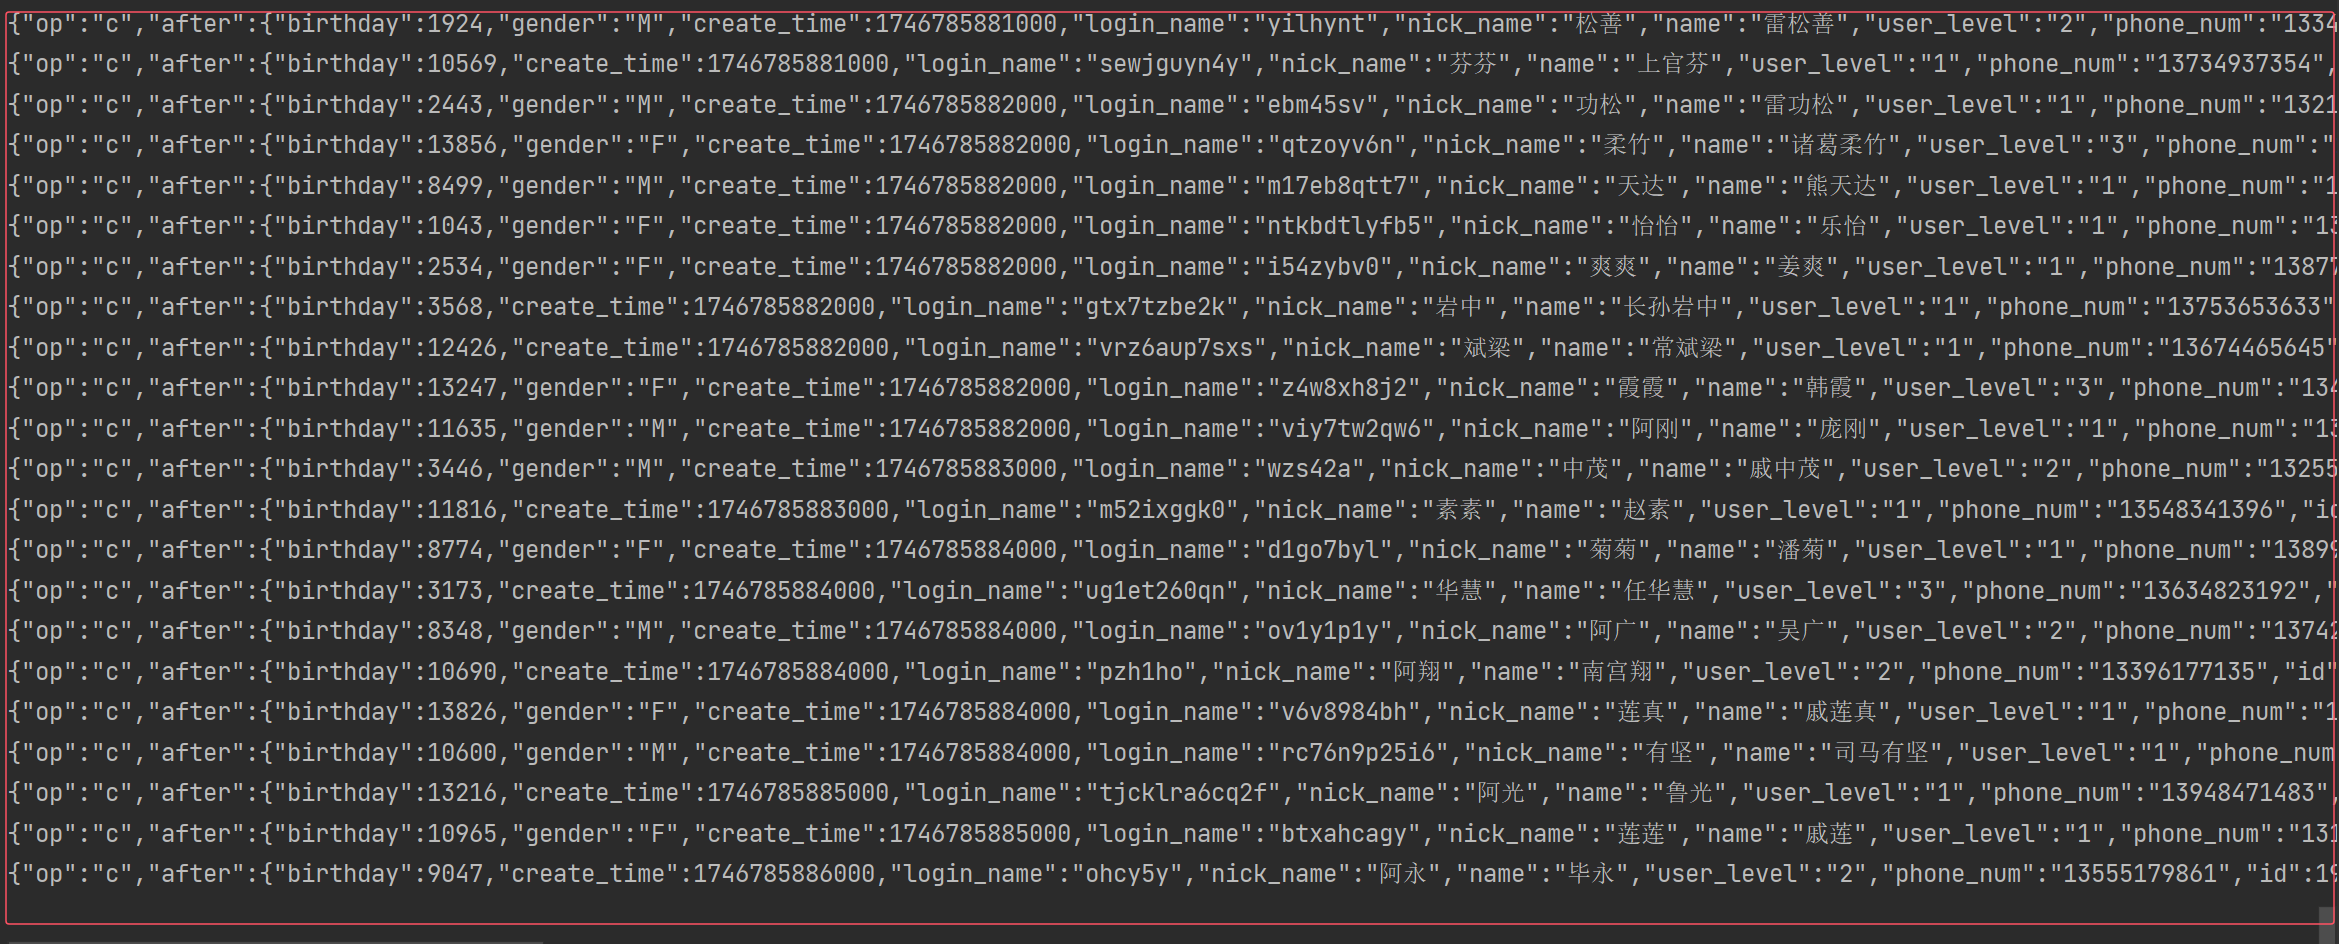 {"op":"c","after":{"birthday":1924,"gender":"M","create_time":1746785881000,"login_name":"yilhynt","nick_name":"松善","name":"雷松善","user_level":"2","phone_num":"1334
{"op":"c","after":{"birthday":10569,"create_time":1746785881000,"login_name":"sewjguyn4y","nick_name":"芬芬","name":"上官芬","user_level":"1","phone_num":"13734937354",
{"op":"c","after":{"birthday":2443,"gender":"M","create_time":1746785882000,"login_name":"ebm45sv","nick_name":"功松","name":"雷功松","user_level":"1","phone_num":"1321
{"op":"c","after":{"birthday":13856,"gender":"F","create_time":1746785882000,"login_name":"qtzoyv6n","nick_name":"柔竹","name":"诸葛柔竹","user_level":"3","phone_num":"
{"op":"c","after":{"birthday":8499,"gender":"M","create_time":1746785882000,"login_name":"m17eb8qtt7","nick_name":"天达","name":"熊天达","user_level":"1","phone_num":"1
{"op":"c","after":{"birthday":1043,"gender":"F","create_time":1746785882000,"login_name":"ntkbdtlyfb5","nick_name":"怡怡","name":"乐怡","user_level":"1","phone_num":"13
{"op":"c","after":{"birthday":2534,"gender":"F","create_time":1746785882000,"login_name":"i54zybv0","nick_name":"爽爽","name":"姜爽","user_level":"1","phone_num":"13877
{"op":"c","after":{"birthday":3568,"create_time":1746785882000,"login_name":"gtx7tzbe2k","nick_name":"岩中","name":"长孙岩中","user_level":"1","phone_num":"13753653633"
{"op":"c","after":{"birthday":12426,"create_time":1746785882000,"login_name":"vrz6aup7sxs","nick_name":"斌梁","name":"常斌梁","user_level":"1","phone_num":"13674465645"
{"op":"c","after":{"birthday":13247,"gender":"F","create_time":1746785882000,"login_name":"z4w8xh8j2","nick_name":"霞霞","name":"韩霞","user_level":"3","phone_num":"134
{"op":"c","after":{"birthday":11635,"gender":"M","create_time":1746785882000,"login_name":"viy7tw2qw6","nick_name":"阿刚","name":"庞刚","user_level":"1","phone_num":"13
{"op":"c","after":{"birthday":3446,"gender":"M","create_time":1746785883000,"login_name":"wzs42a","nick_name":"中茂","name":"戚中茂","user_level":"2","phone_num":"13255
{"op":"c","after":{"birthday":11816,"create_time":1746785883000,"login_name":"m52ixggk0","nick_name":"素素","name":"赵素","user_level":"1","phone_num":"13548341396","id
{"op":"c","after":{"birthday":8774,"gender":"F","create_time":1746785884000,"login_name":"d1go7byl","nick_name":"菊菊","name":"潘菊","user_level":"1","phone_num":"13899
{"op":"c","after":{"birthday":3173,"create_time":1746785884000,"login_name":"ug1et260qn","nick_name":"华慧","name":"任华慧","user_level":"3","phone_num":"13634823192","
{"op":"c","after":{"birthday":8348,"gender":"M","create_time":1746785884000,"login_name":"ov1y1p1y","nick_name":"阿广","name":"吴广","user_level":"2","phone_num":"13742
{"op":"c","after":{"birthday":10690,"create_time":1746785884000,"login_name":"pzh1ho","nick_name":"阿翔","name":"南宫翔","user_level":"2","phone_num":"13396177135","id"
{"op":"c","after":{"birthday":13826,"gender":"F","create_time":1746785884000,"login_name":"v6v8984bh","nick_name":"莲真","name":"戚莲真","user_level":"1","phone_num":"1
{"op":"c","after":{"birthday":10600,"gender":"M","create_time":1746785884000,"login_name":"rc76n9p25i6","nick_name":"有坚","name":"司马有坚","user_level":"1","phone_num
{"op":"c","after":{"birthday":13216,"create_time":1746785885000,"login_name":"tjcklra6cq2f","nick_name":"阿光","name":"鲁光","user_level":"1","phone_num":"13948471483",
{"op":"c","after":{"birthday":10965,"gender":"F","create_time":1746785885000,"login_name":"btxahcagy","nick_name":"莲莲","name":"戚莲","user_level":"1","phone_num":"131
{"op":"c","after":{"birthday":9047,"create_time":1746785886000,"login_name":"ohcy5y","nick_name":"阿永","name":"毕永","user_level":"2","phone_num":"13555179861","id":19